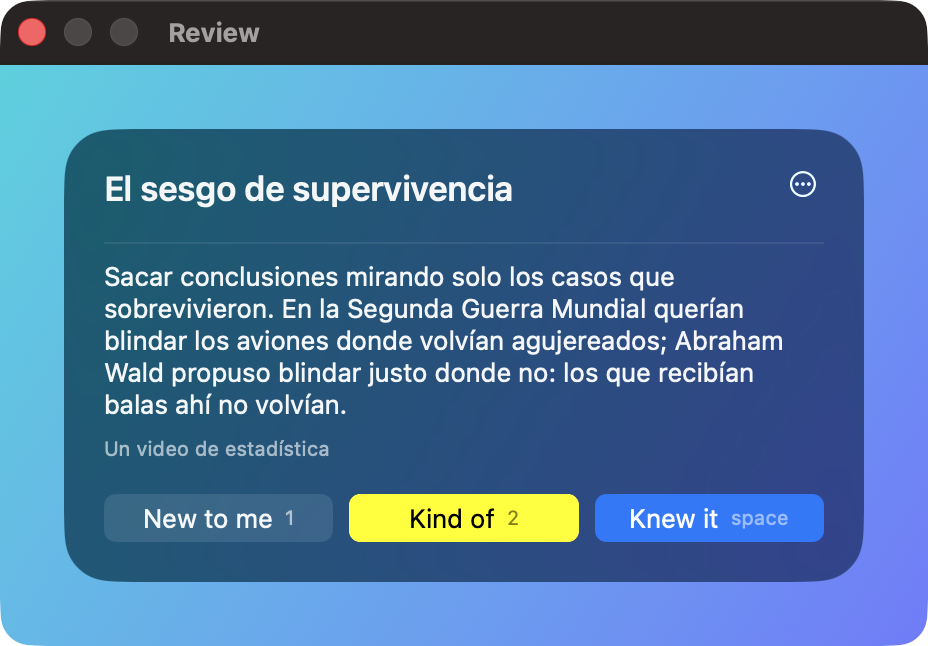 Review
El sesgo de supervivencia
Sacar conclusiones mirando solo los casos que
sobrevivieron. En la Segunda Guerra Mundial querían
blindar los aviones donde volvían agujereados; Abraham
Wald propuso blindar justo donde no: los que recibían
balas ahí no volvían.
Un video de estadística
New to me 1
Kind of 2
Knew it space